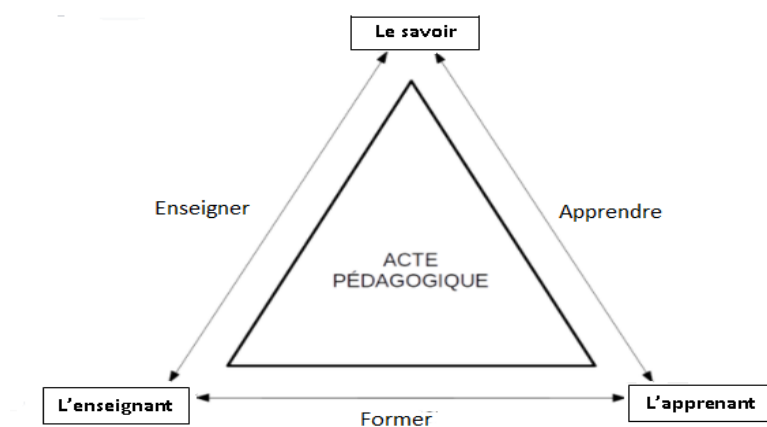 Le savoir
Enseigner
Apprendre
ACTE
PÉDAGOGIQUE
L'enseignant
L'apprenant
Former